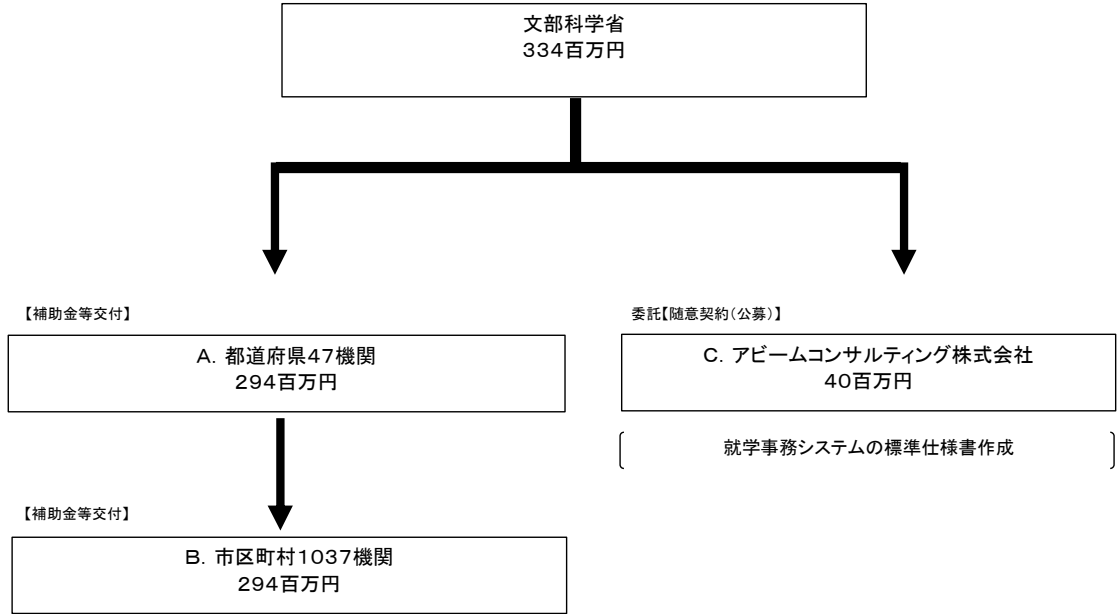 文部科学省
334百万円
【補助金等交付】
A. 都道府県47機関
294百万円
委託【随意契約(公募)】
C. アビームコンサルティング株式会社
40百万円
就学事務システムの標準仕様書作成
【補助金等交付】
B. 市区町村1037機関
294百万円